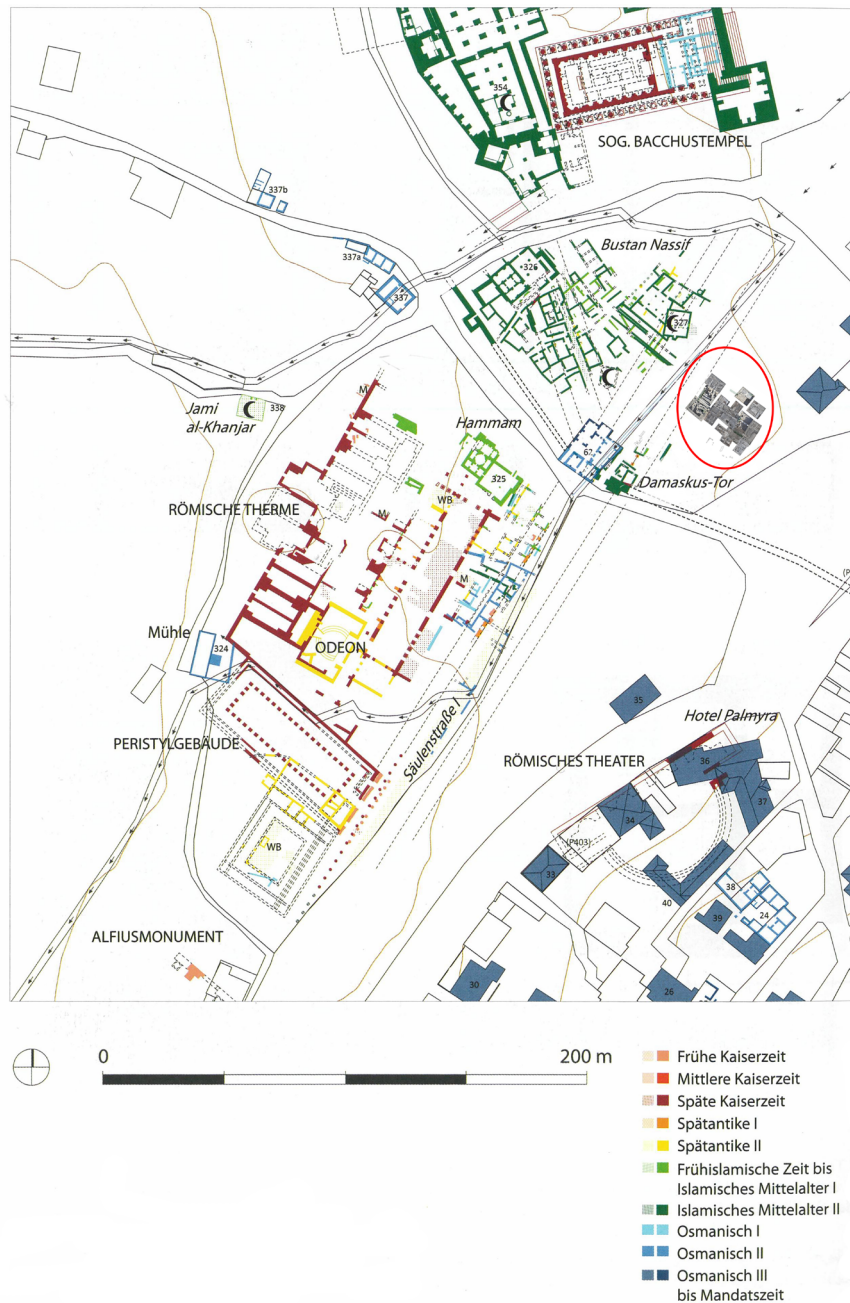 354
SOG. BACCHUSTEMPEL
337b
Bustan Nassif
337a
326
337
327
Jami
al-Khanjar
338
M
Hammam
62
325
Damaskus-Tor
WB
RÖMISCHE THERME
M
M
Mühle
324
ODEON
35
Hotel Palmyra
PERISTYLGEBÄUDE
Säulenstraße I
RÖMISCHES THEATER
36
37
34
(P403)
WB
33
38
40
39
24
ALFIUSMONUMENT
30
26
0
200 m
Frühe Kaiserzeit
Mittlere Kaiserzeit
Späte Kaiserzeit
Spätantike I
Spätantike II
Frühislamische Zeit bis
Islamisches Mittelalter I
Islamisches Mittelalter II
Osmanisch I
Osmanisch II
Osmanisch III
bis Mandatszeit